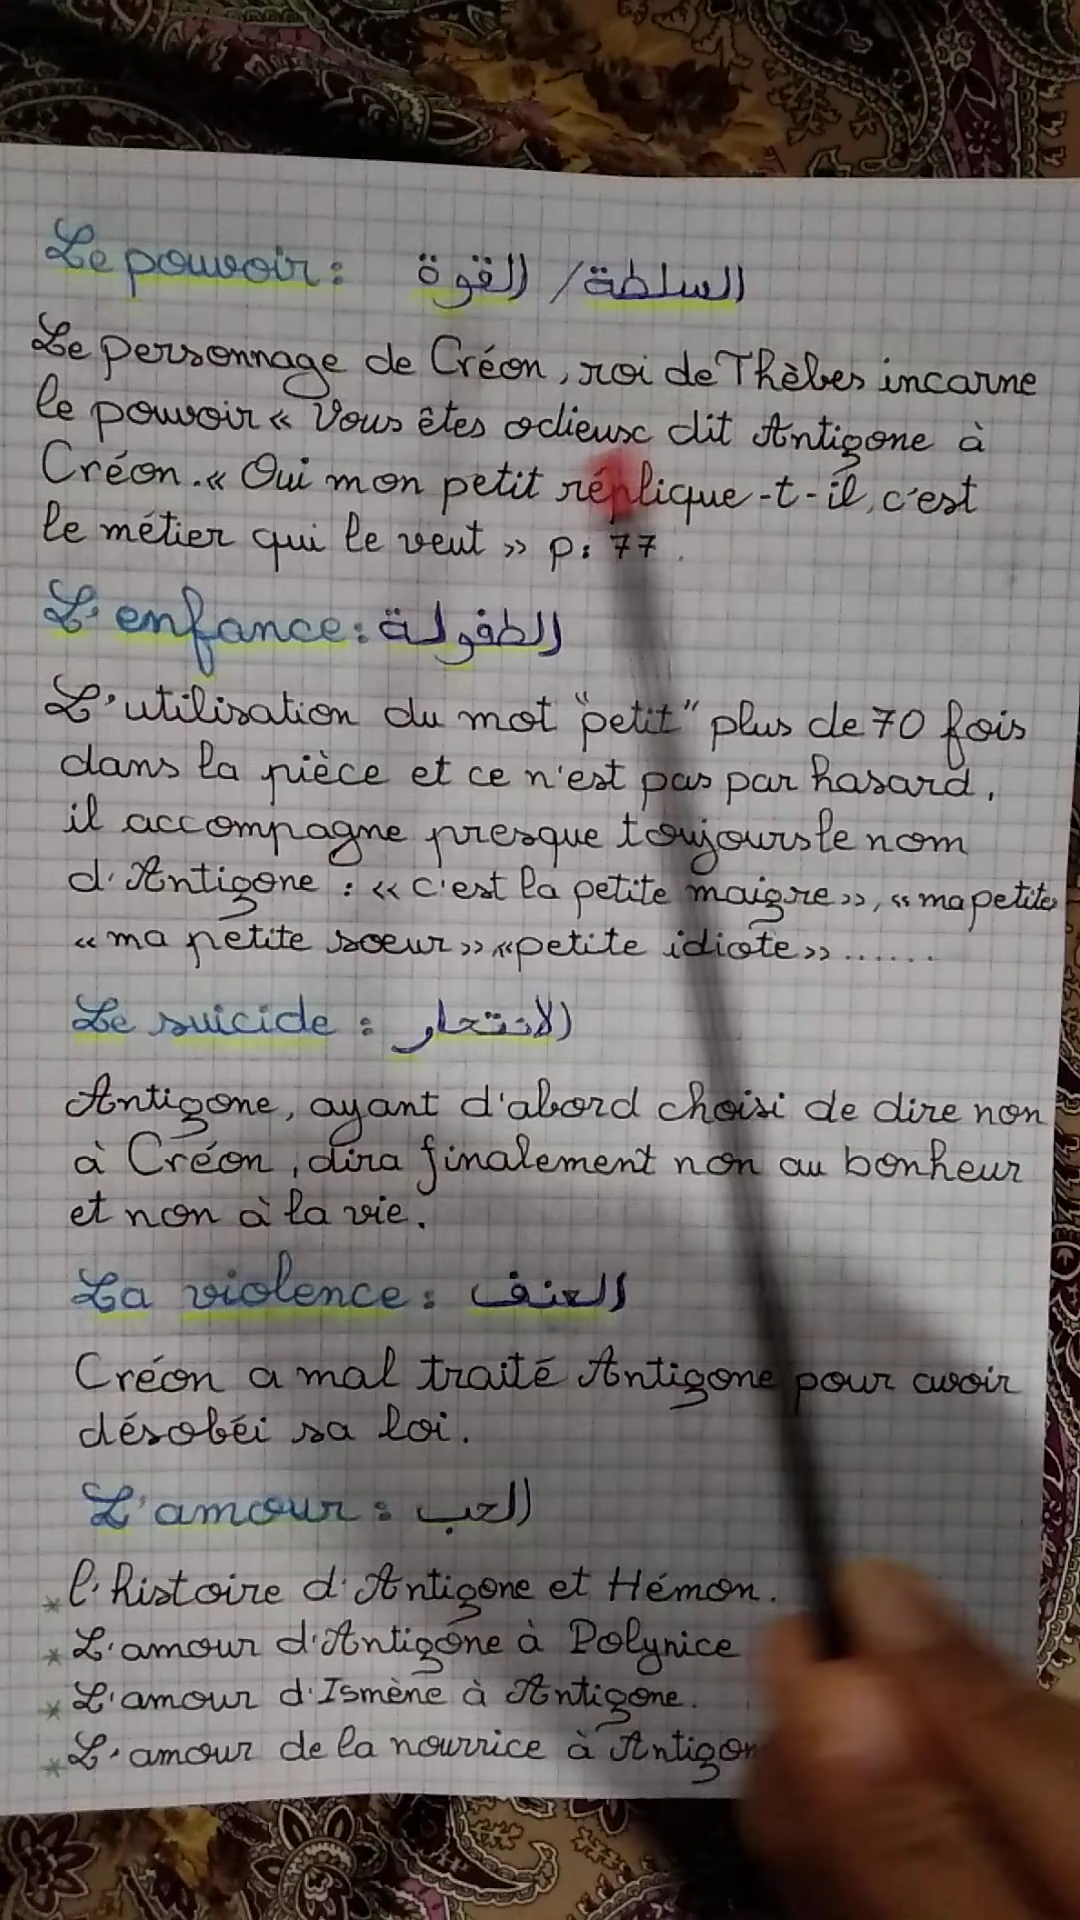 Le pouvoir : السلطة / القوة
Le personnage de Créon, roi de Thèbes incarne
le pouvoir « Vous êtes odieux dit Antigone à
Créon. « Oui mon petit réplique-t-il, c'est
le métier qui le veut » p: 77.
L'enfance : الطفولة
L'utilisation du mot "petit" plus de 70 fois
dans la pièce et ce n'est pas par hasard,
il accompagne presque toujours le nom
d'Antigone : « c'est la petite maigre », « ma petite»
« ma petite soeur » «petite idiote» ......
Le suicide : الانتحار
Antigone, ayant d'abord choisi de dire non
à Créon, dira finalement non au bonheur
et non à la vie.
La violence : العنف
Créon a mal traité Antigone pour avoir
désobéi sa loi.
L'amour : الحب
* l'histoire d'Antigone et Hémon.
* L'amour d'Antigone à Polynice
* L'amour d'Ismène à Antigone.
* L'amour de la nourrice à Antigon